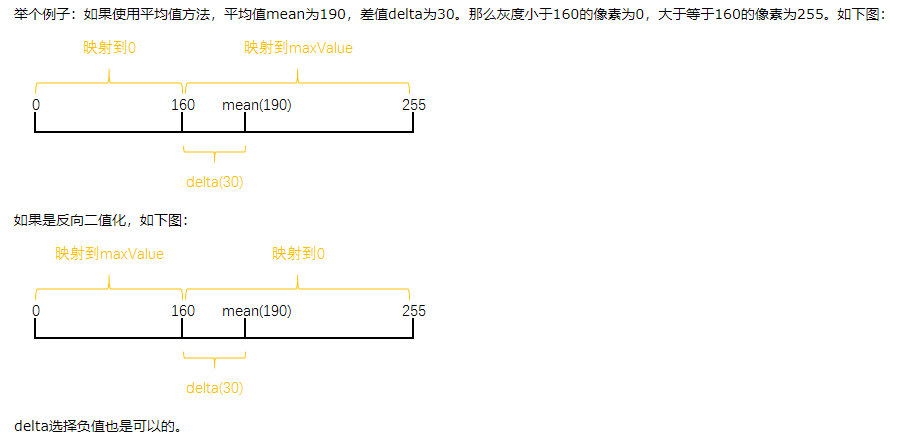 举个例子：如果使用平均值方法，平均值mean为190，差值delta为30。那么灰度小于160的像素为0，大于等于160的像素为255。如下图：
映射到0 映射到maxValue
0 160 mean(190) 255
delta(30)
如果是反向二值化，如下图：
映射到maxValue 映射到0
0 160 mean(190) 255
delta(30)
delta选择负值也是可以的。